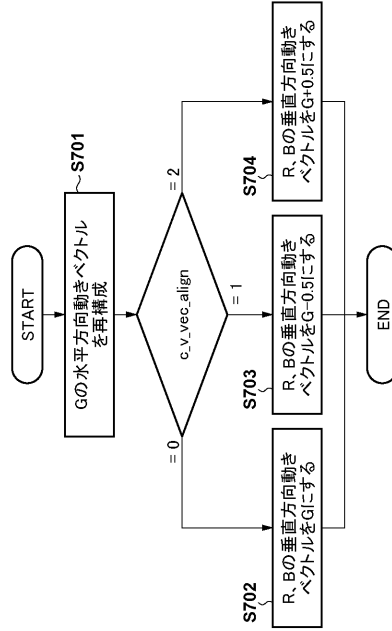 START
S701
Gの水平方向動きベクトル
を再構成
c_v_vec_align
= 0
= 1
= 2
S702
R、Bの垂直方向動き
ベクトルをGにする
S703
R、Bの垂直方向動き
ベクトルをG-0.5にする
S704
R、Bの垂直方向動き
ベクトルをG+0.5にする
END